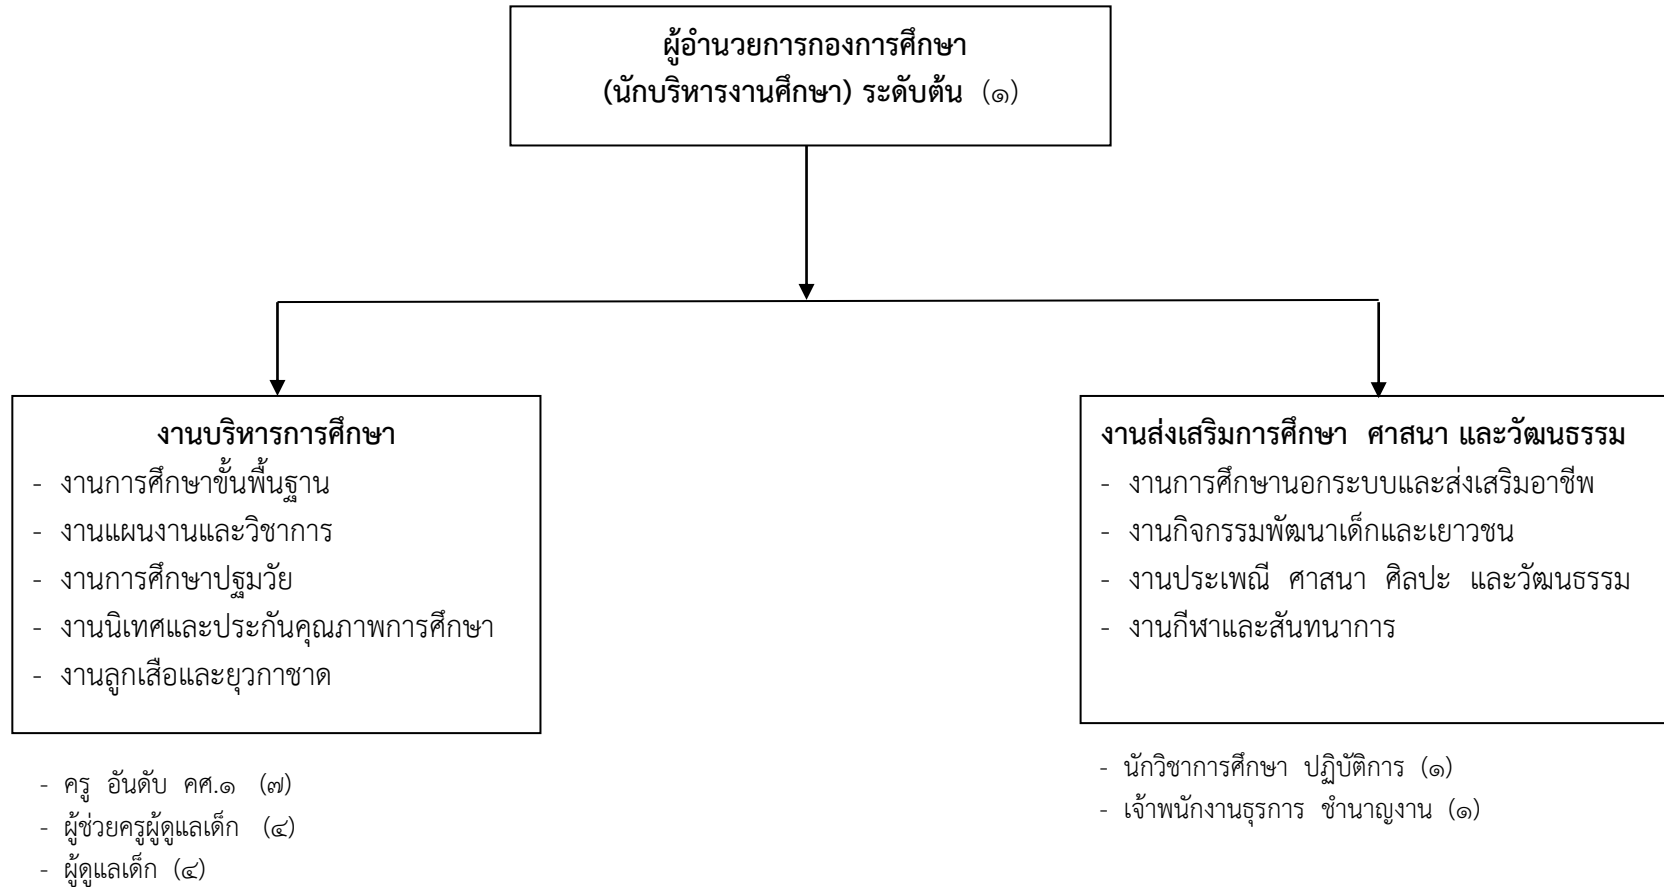 ผู้อำนวยการกองการศึกษา
(นักบริหารงานศึกษา) ระดับต้น (๑)
งานบริหารการศึกษา
- งานการศึกษาขั้นพื้นฐาน
- งานแผนงานและวิชาการ
- งานการศึกษาปฐมวัย
- งานนิเทศและประกันคุณภาพการศึกษา
- งานลูกเสือและยุวกาชาด
- ครู อันดับ คศ.๑ (๗)
- ผู้ช่วยครูผู้ดูแลเด็ก (๔)
- ผู้ดูแลเด็ก (๔)
งานส่งเสริมการศึกษา ศาสนา และวัฒนธรรม
- งานการศึกษานอกระบบและส่งเสริมอาชีพ
- งานกิจกรรมพัฒนาเด็กและเยาวชน
- งานประเพณี ศาสนา ศิลปะ และวัฒนธรรม
- งานกีฬาและสันทนาการ
- นักวิชาการศึกษา ปฏิบัติการ (๑)
- เจ้าพนักงานธุรการ ชำนาญงาน (๑)